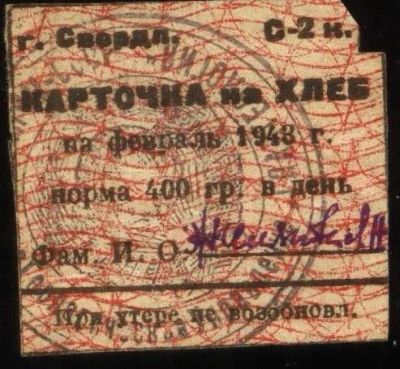 г. Свердл. С-2 к.
КАРТОЧКА на ХЛЕБ
на февраль 1943 г.
норма 400 гр. в день
Фам. И. О.
При утере не возобновл.